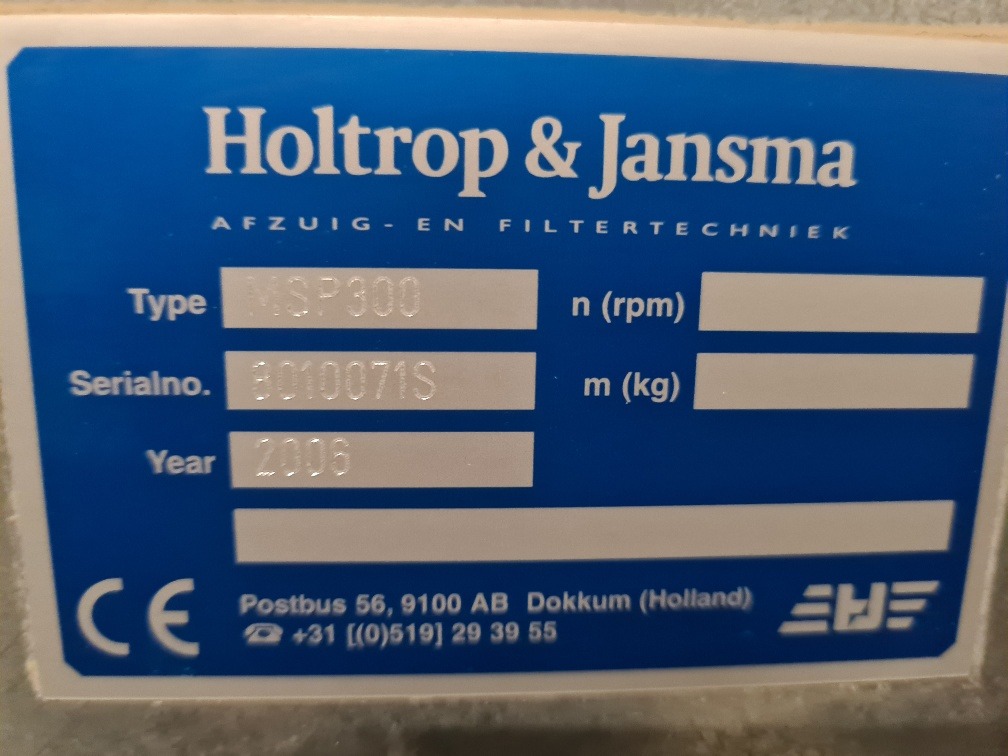 Holtrop & Jansma
AFZUIG- EN FILTERTECHNIEK
Type MSP300 n (rpm)
Serialno. 8010071S m (kg)
Year 2006
CE Postbus 56, 9100 AB Dokkum (Holland)
☎ +31 [(0)519] 29 39 55